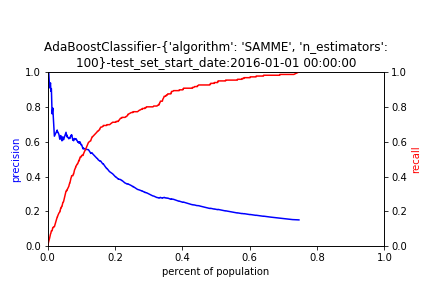 AdaBoostClassifier-{'algorithm': 'SAMME', 'n_estimators':
100}-test_set_start_date:2016-01-01 00:00:00
1.0
0.8
0.6
0.4
0.2
0.0
precision
1.0
0.8
0.6
0.4
0.2
0.0
recall
0.0 0.2 0.4 0.6 0.8 1.0
percent of population